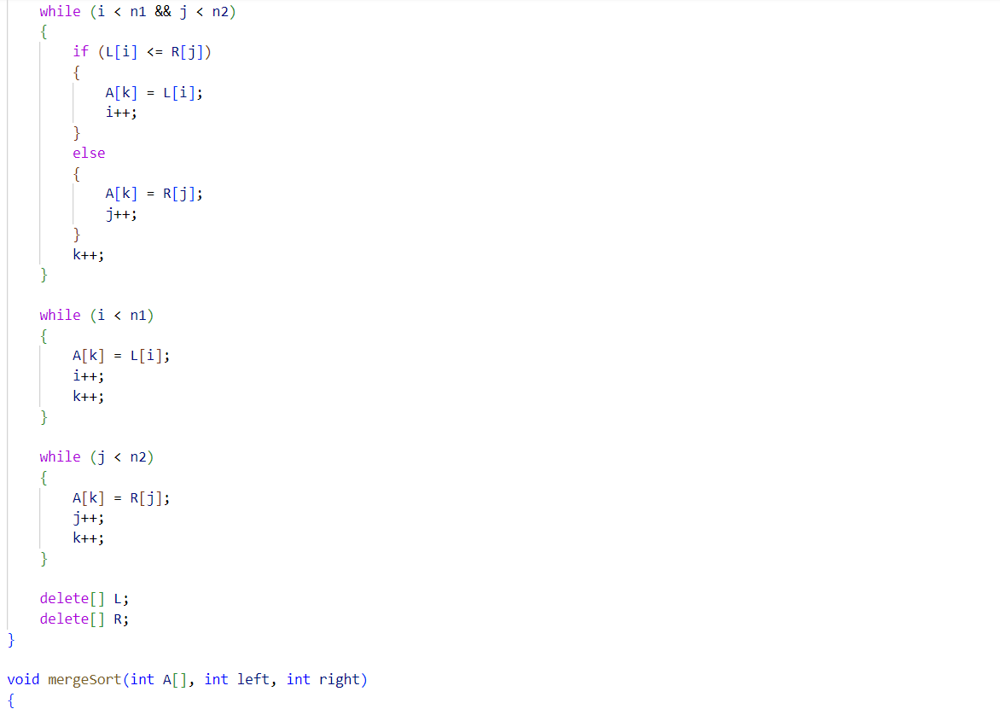 while (i < n1 && j < n2)
{
if (L[i] <= R[j])
{
A[k] = L[i];
i++;
}
else
{
A[k] = R[j];
j++;
}
k++;
}
while (i < n1)
{
A[k] = L[i];
i++;
k++;
}
while (j < n2)
{
A[k] = R[j];
j++;
k++;
}
delete[] L;
delete[] R;
}
void mergeSort(int A[], int left, int right)
{